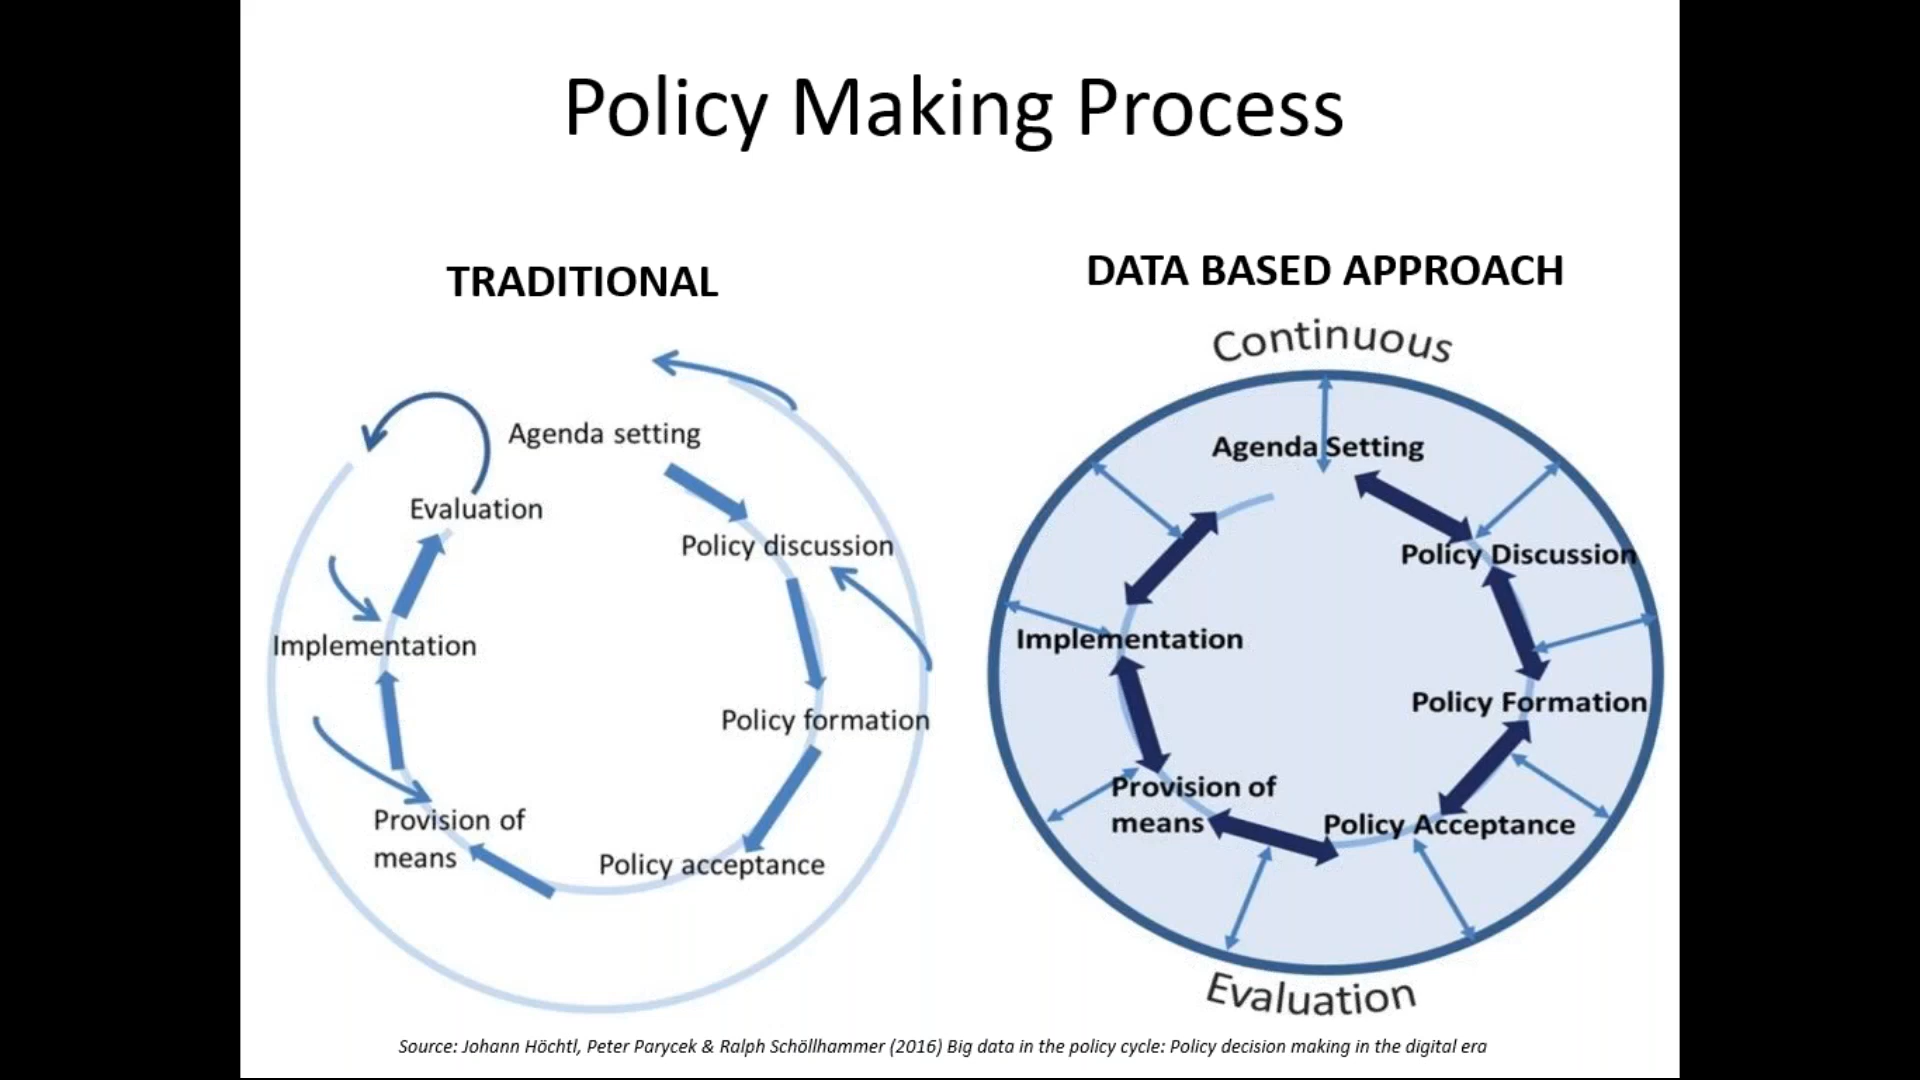 Policy Making Process
TRADITIONAL
Agenda setting
Evaluation
Policy discussion
Implementation
Policy formation
Provision of
means
Policy acceptance
DATA BASED APPROACH
Continuous
Agenda Setting
Policy Discussion
Implementation
Policy Formation
Provision of
means
Policy Acceptance
Evaluation
Source: Johann Höchtl, Peter Parycek & Ralph Schöllhammer (2016) Big data in the policy cycle: Policy decision making in the digital era